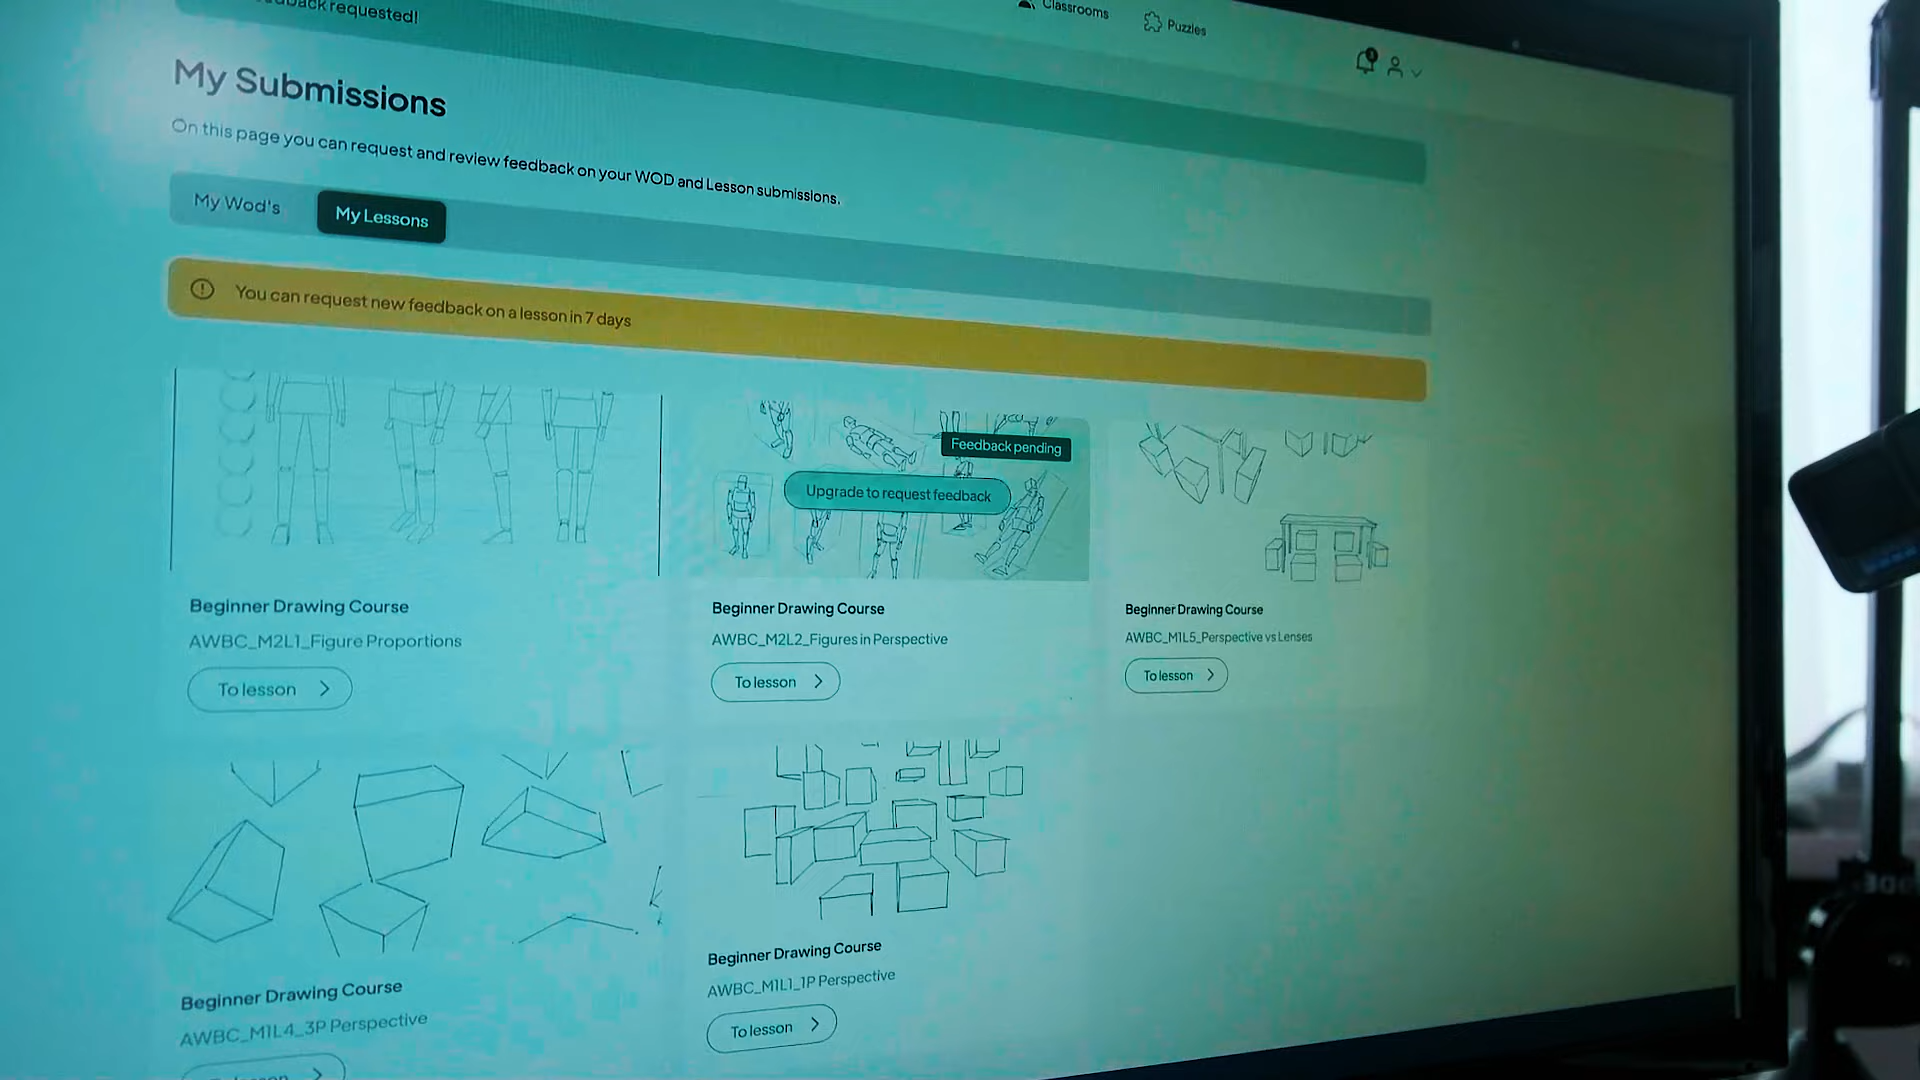 Classrooms
Puzzles
requested!
My Submissions
On this page you can request and review feedback on your WOD and Lesson submissions.
My Wod's
My Lessons
You can request new feedback on a lesson in 7 days
Feedback pending
Upgrade to request feedback
Beginner Drawing Course
AWBC_M2L1_Figure Proportions
To lesson
Beginner Drawing Course
AWBC_M2L2_Figures in Perspective
To lesson
Beginner Drawing Course
AWBC_M1L5_Perspective vs Lenses
To lesson
Beginner Drawing Course
AWBC_M1L4_3P Perspective
Beginner Drawing Course
AWBC_M1L1_1P Perspective
To lesson